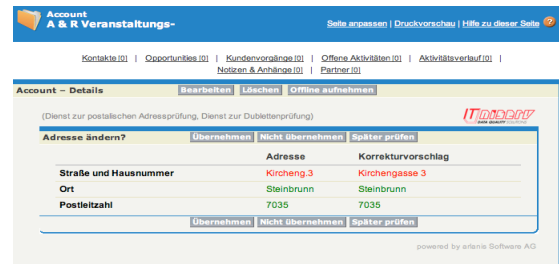 Account
A & R Veranstaltungs-
Seite anpassen | Druckvorschau | Hilfe zu dieser Seite ?
Kontakte [0] | Opportunities [0] | Kundenvorgänge [0] | Offene Aktivitäten [0] | Aktivitätsverlauf [0] |
Notizen & Anhänge [0] | Partner [0]
Account – Details Bearbeiten Löschen Offline aufnehmen
(Dienst zur postalischen Adressprüfung, Dienst zur Dublettenprüfung)
DATA QUALITY SOLUTIONS
Adresse ändern? Übernehmen Nicht übernehmen Später prüfen
Adresse Korrekturvorschlag
Straße und Hausnummer Kircheng.3 Kirchengasse 3
Ort Steinbrunn Steinbrunn
Postleitzahl 7035 7035
Übernehmen Nicht übernehmen Später prüfen
powered by arlanis Software AG